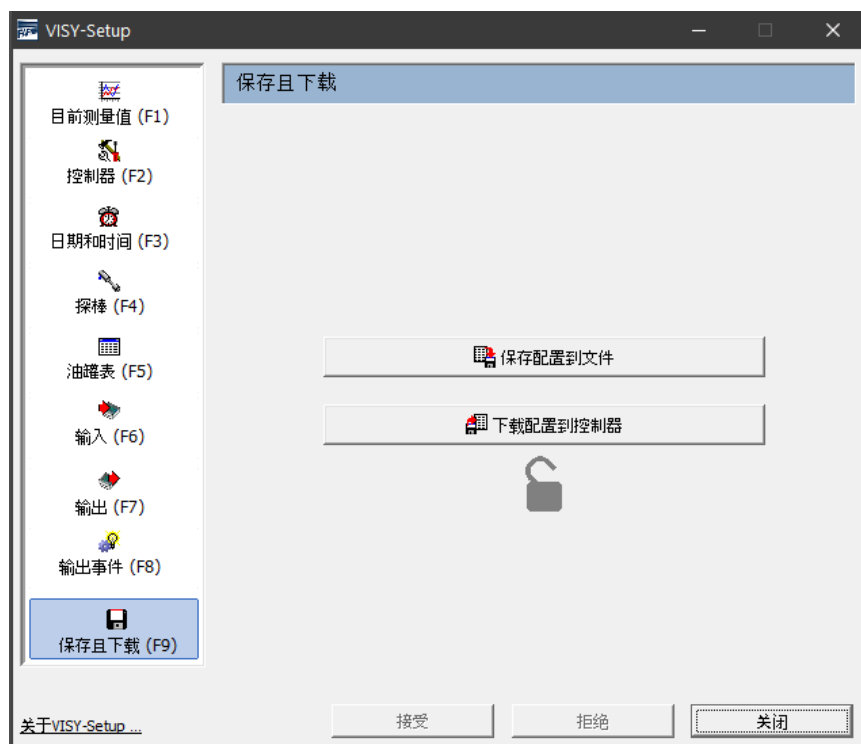 VISY-Setup
目前测量值 (F1)
控制器 (F2)
日期和时间 (F3)
探棒 (F4)
油罐表 (F5)
输入 (F6)
输出 (F7)
输出事件 (F8)
保存且下载 (F9)
保存且下载
保存配置到文件
下载配置到控制器
关于VISY-Setup ...
接受
拒绝
关闭